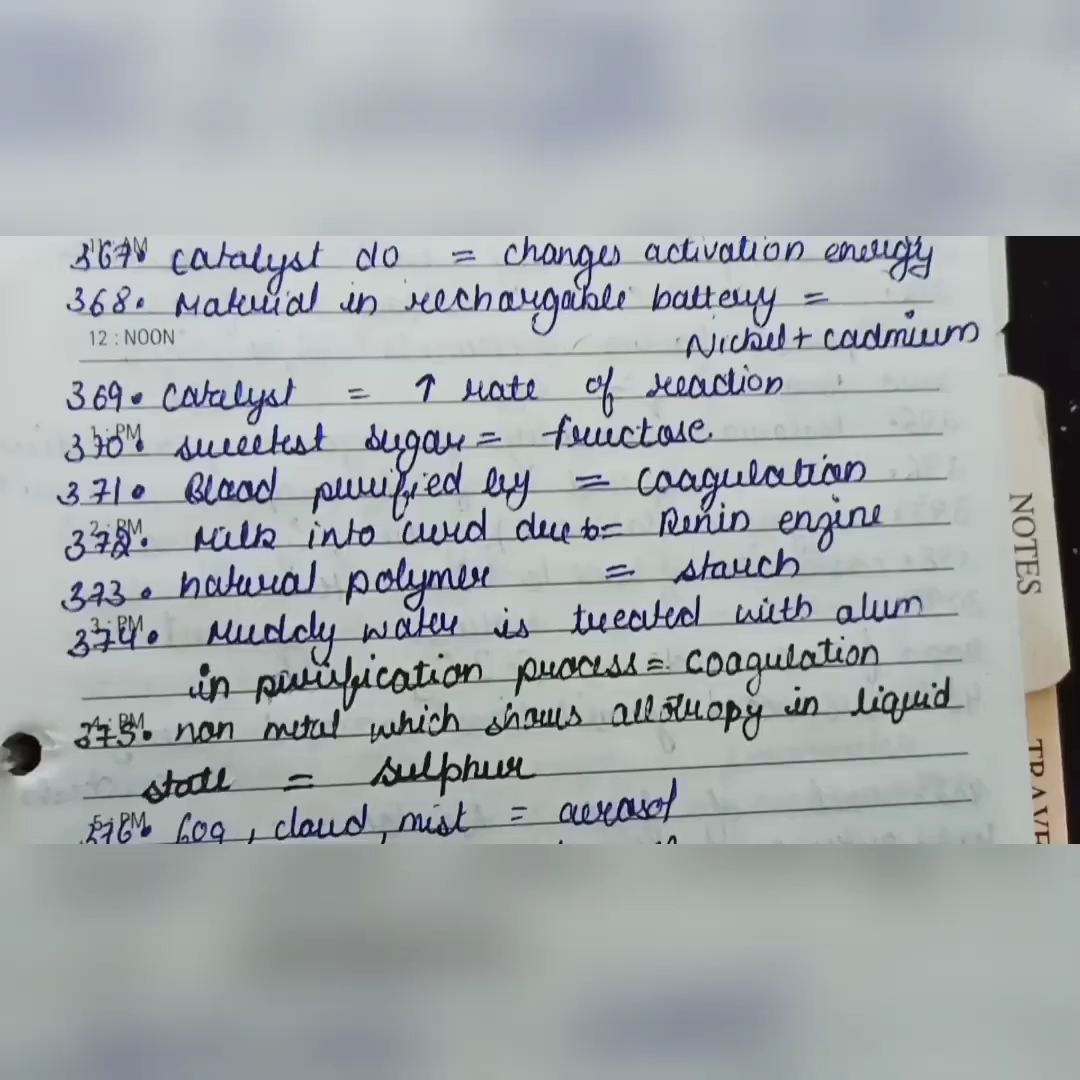 367. Catalyst do = changes activation energy
368. Material in rechargable battery =
12 : NOON
Nickel + cadmium
369. Catalyst = ↑ rate of reaction
370. sweetest sugar = fructose.
371. Blood purified by = coagulation
372. Milk into curd due to = Renin engine
373. natural polymer = starch
374. Muddy water is treated with alum
in purification process = coagulation
375. non metal which shows allotropy in liquid
state = sulphur
376. fog, cloud, mist = aerosol
NOTES
TRAVE